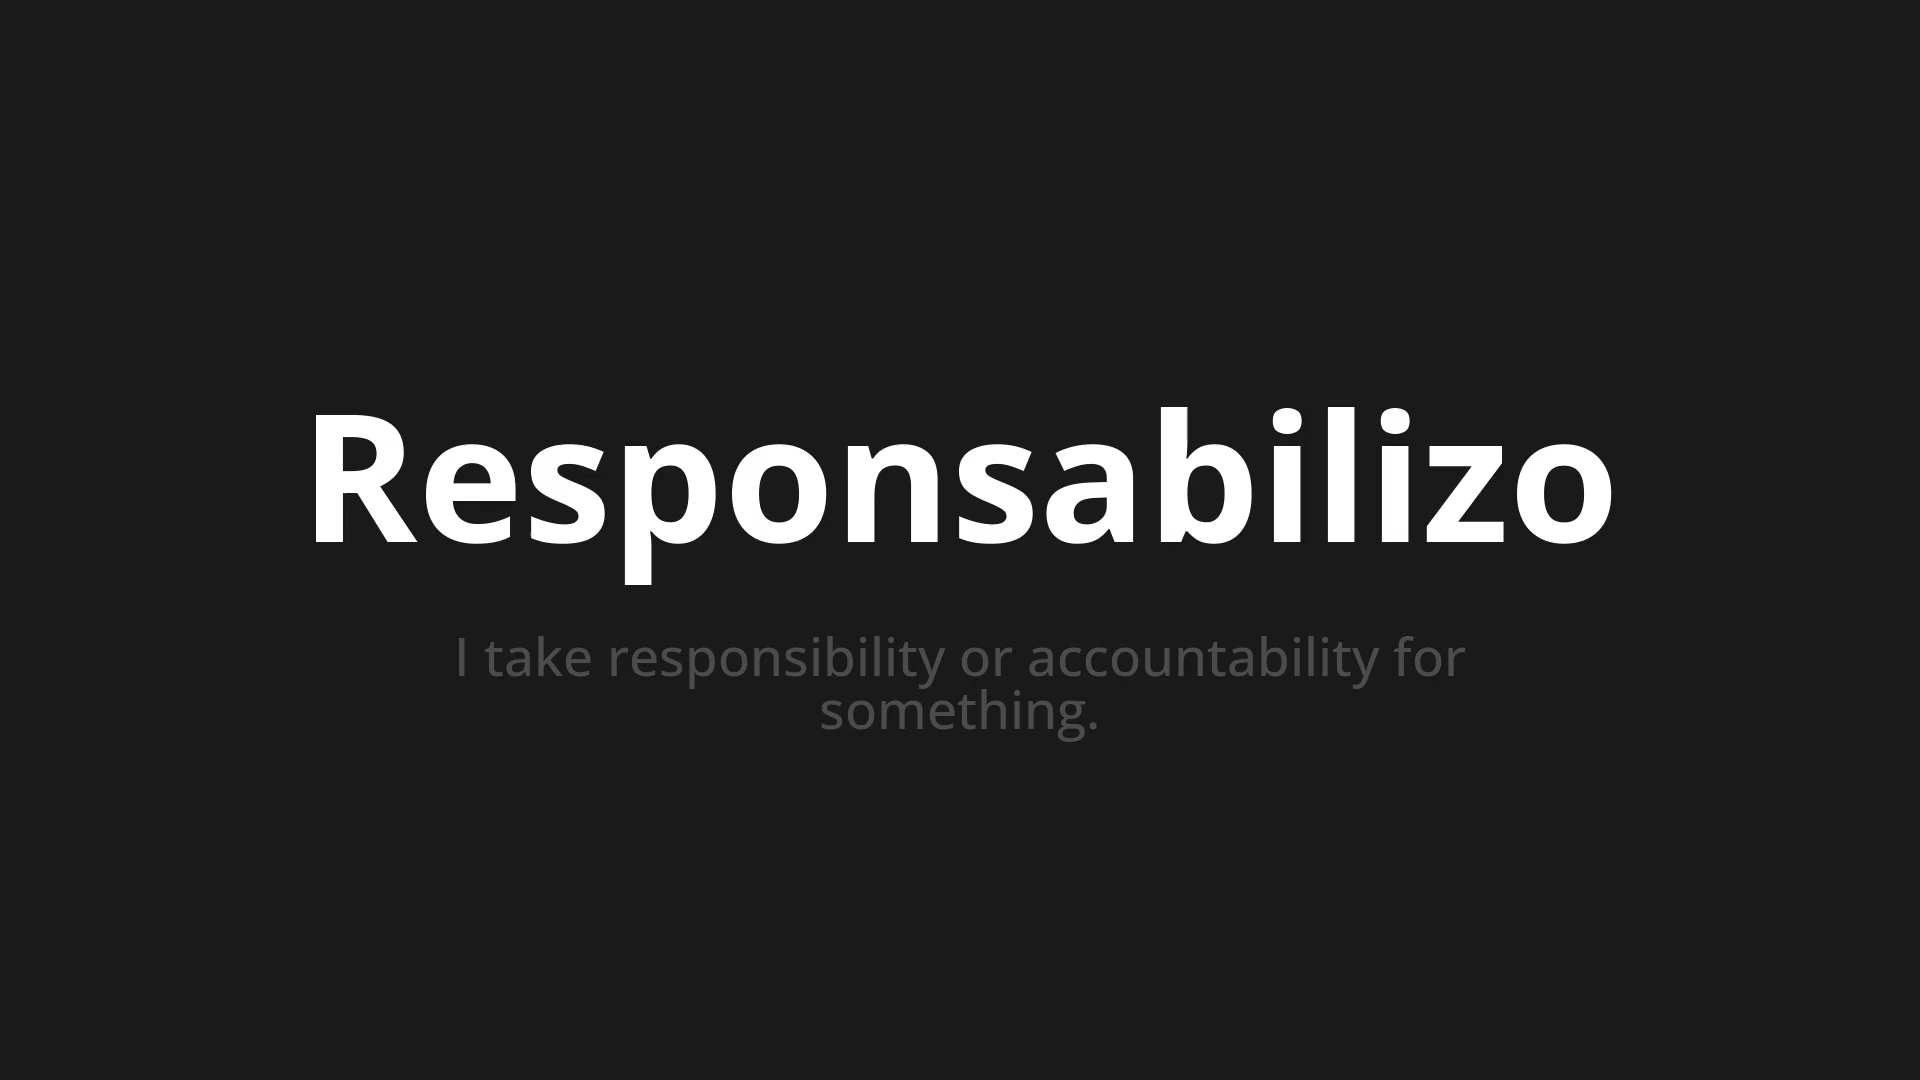 Responsabilizo
I take responsibility or accountability for
something.